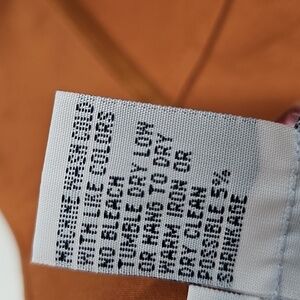 MACHINE WASH COLD
WITH LIKE COLORS
NO BLEACH
TUMBLE DRY LOW
OR HANG TO DRY
WARM IRON OR
DRY CLEAN
POSSIBLE 5%
SHRINKAGE